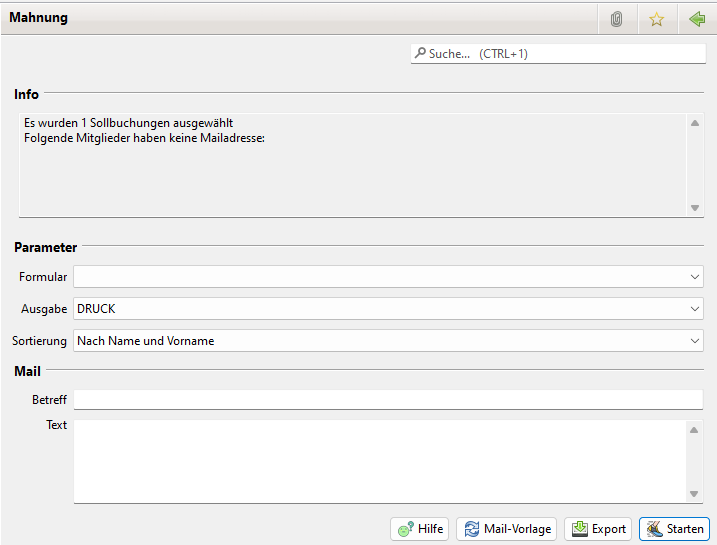 Mahnung
Suche... (CTRL+1)
Info
Es wurden 1 Sollbuchungen ausgewählt
Folgende Mitglieder haben keine Mailadresse:
Parameter
Formular
Ausgabe DRUCK
Sortierung Nach Name und Vorname
Mail
Betreff
Text
Hilfe Mail-Vorlage Export Starten